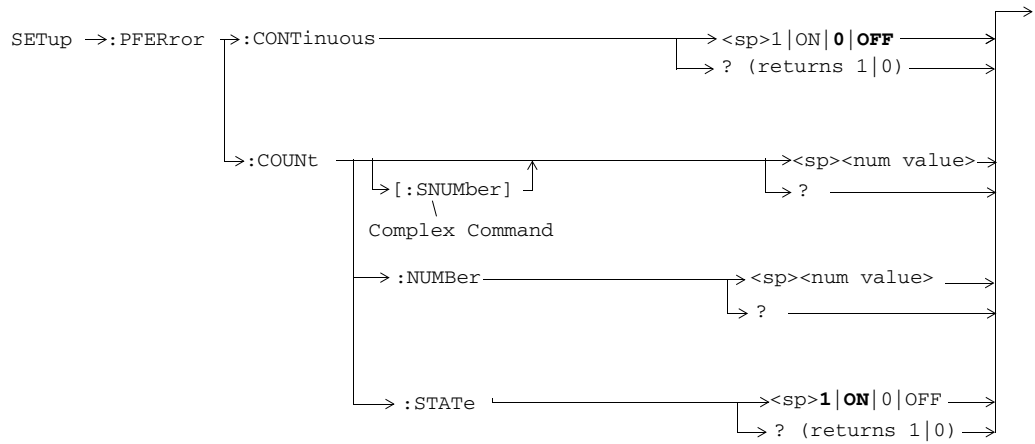 SETup :PFERror :CONTinuous <sp>1|ON|0|OFF
? (returns 1|0)
:COUNt <sp><num value>
[:SNUMber] ?
Complex Command
:NUMBer <sp><num value>
?
:STATe <sp>1|ON|0|OFF
? (returns 1|0)